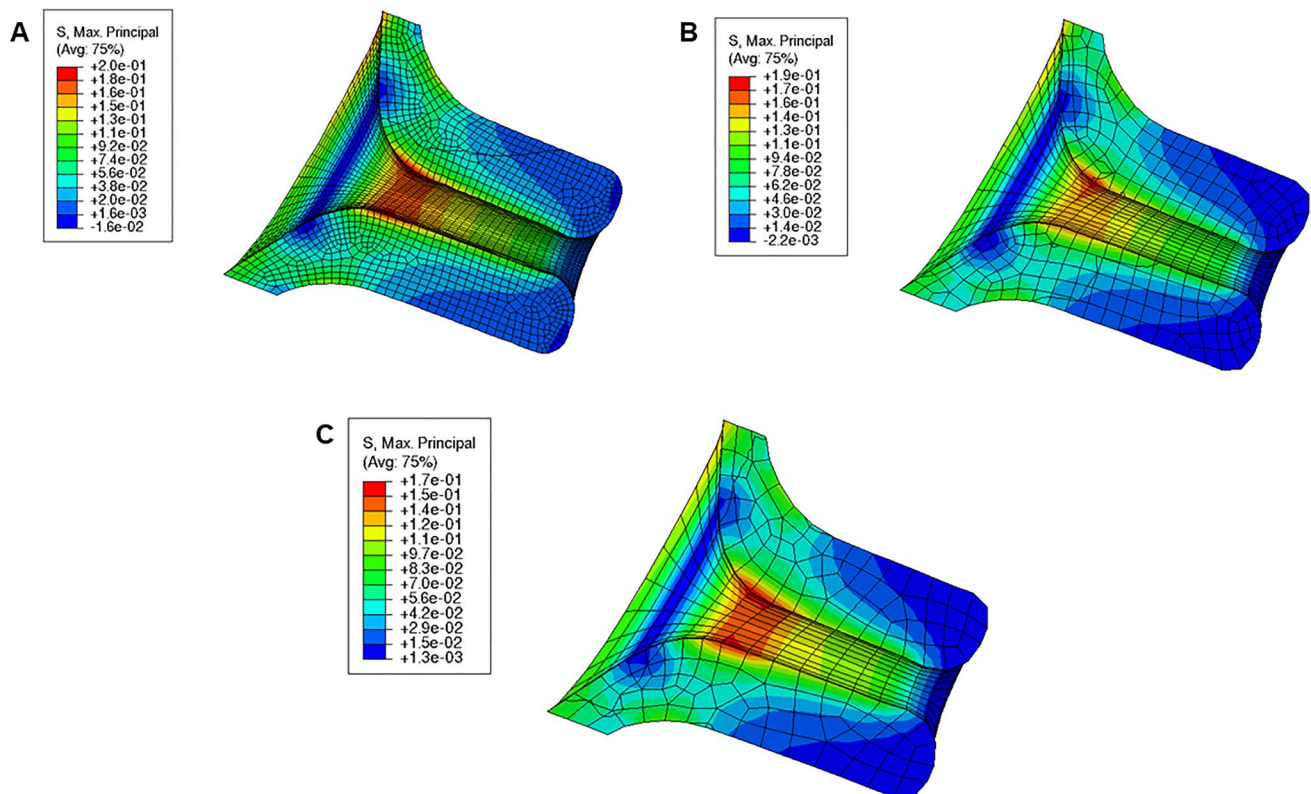 A
S, Max. Principal
(Avg: 75%)
+2.0e-01
+1.8e-01
+1.6e-01
+1.5e-01
+1.3e-01
+1.1e-01
+9.2e-02
+7.4e-02
+5.6e-02
+3.8e-02
+2.0e-02
+1.6e-03
-1.6e-02
B
S, Max. Principal
(Avg: 75%)
+1.9e-01
+1.7e-01
+1.6e-01
+1.4e-01
+1.3e-01
+1.1e-01
+9.4e-02
+7.8e-02
+6.2e-02
+4.6e-02
+3.0e-02
+1.4e-02
-2.2e-03
C
S, Max. Principal
(Avg: 75%)
+1.7e-01
+1.5e-01
+1.4e-01
+1.2e-01
+1.1e-01
+9.7e-02
+8.3e-02
+7.0e-02
+5.6e-02
+4.2e-02
+2.9e-02
+1.5e-02
+1.3e-03